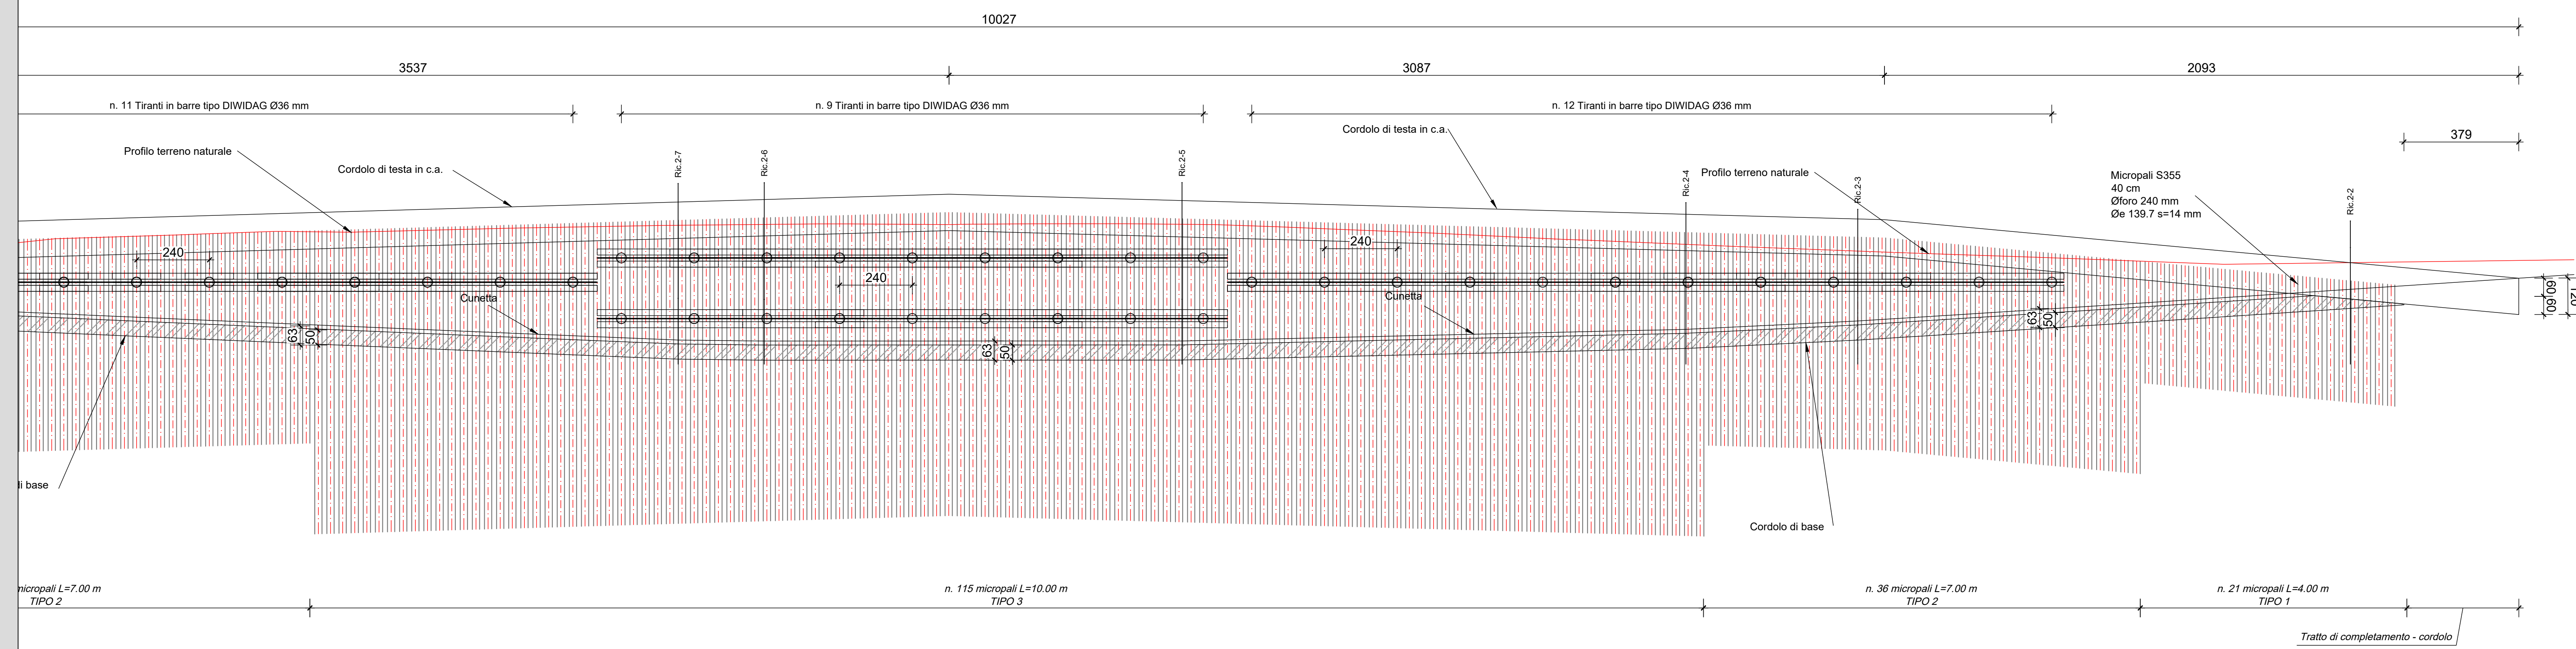 10027
3537
3087
2093
n. 11 Tiranti in barre tipo DIWIDAG Ø36 mm
n. 9 Tiranti in barre tipo DIWIDAG Ø36 mm
n. 12 Tiranti in barre tipo DIWIDAG Ø36 mm
379
Profilo terreno naturale
Cordolo di testa in c.a.
Ric.2-7
Ric.2-6
Ric.2-5
Cordolo di testa in c.a.
Ric.2-4
Profilo terreno naturale
Ric.2-3
Micropali S355
40 cm
Øforo 240 mm
Øe 139.7 s=14 mm
Ric.2-2
240
240
240
Cunetta
Cunetta
63
50
63
50
63
50
60
60
120
di base
Cordolo di base
micropali L=7.00 m
TIPO 2
n. 115 micropali L=10.00 m
TIPO 3
n. 36 micropali L=7.00 m
TIPO 2
n. 21 micropali L=4.00 m
TIPO 1
Tratto di completamento - cordolo